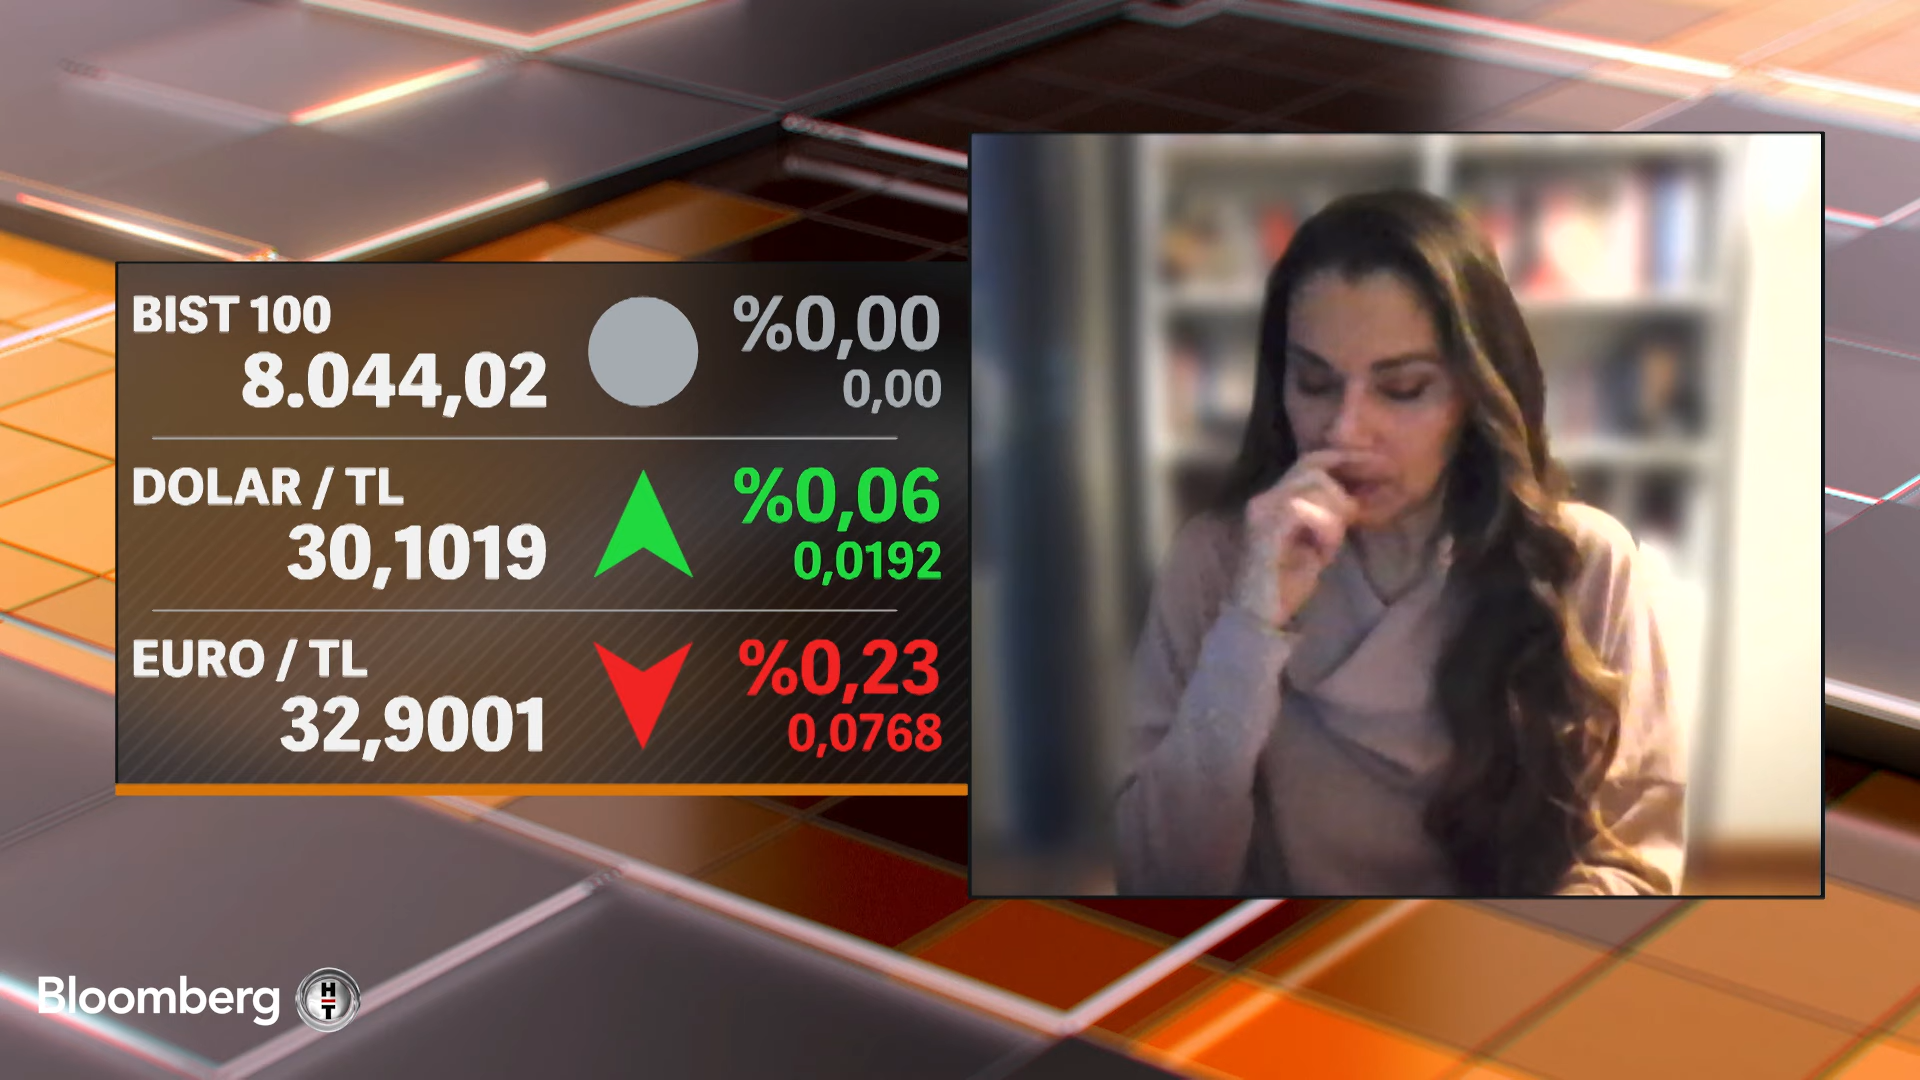 BIST 100
8.044,02
%0,00
0,00
DOLAR / TL
30,1019
%0,06
0,0192
EURO / TL
32,9001
%0,23
0,0768
Bloomberg HT